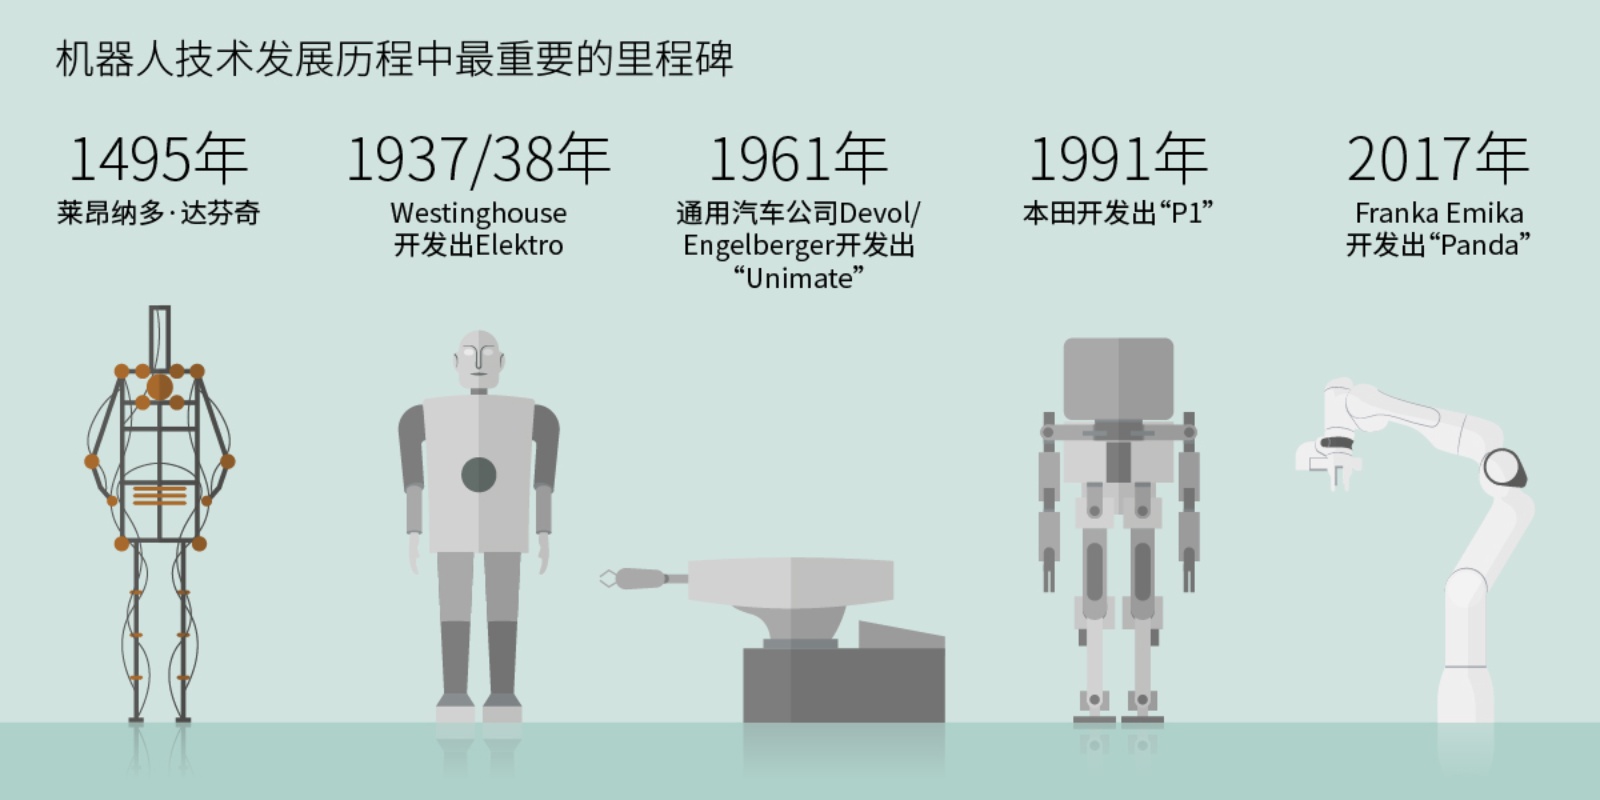 机器人技术发展历程中最重要的里程碑
1495年
莱昂纳多·达芬奇
1937/38年
Westinghouse
开发出Elektro
1961年
通用汽车公司Devol/
Engelberger开发出
“Unimate”
1991年
本田开发出“P1”
2017年
Franka Emika
开发出“Panda”